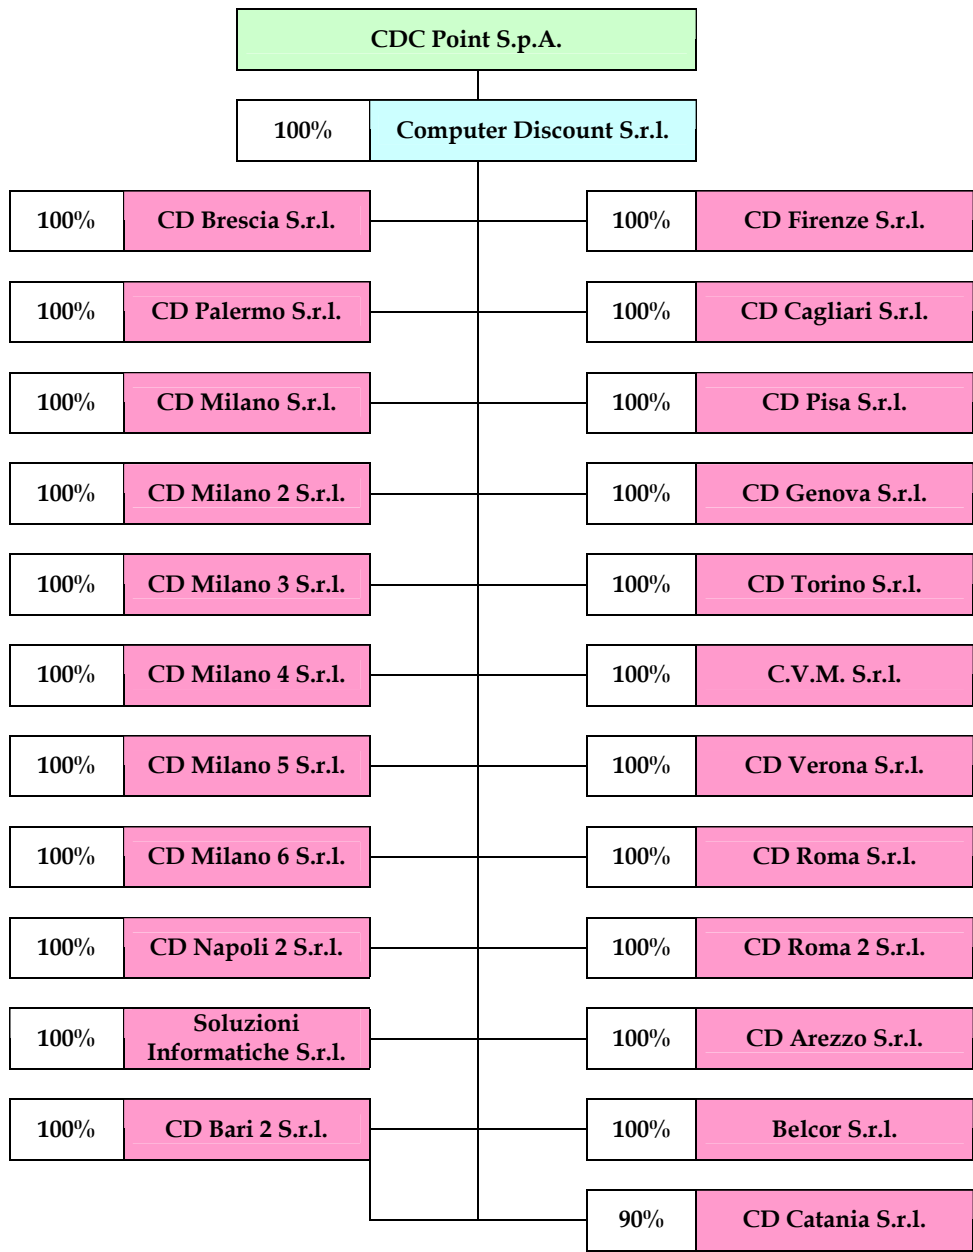 CDC Point S.p.A.
100% Computer Discount S.r.l.
100% CD Brescia S.r.l. 100% CD Firenze S.r.l.
100% CD Palermo S.r.l. 100% CD Cagliari S.r.l.
100% CD Milano S.r.l. 100% CD Pisa S.r.l.
100% CD Milano 2 S.r.l. 100% CD Genova S.r.l.
100% CD Milano 3 S.r.l. 100% CD Torino S.r.l.
100% CD Milano 4 S.r.l. 100% C.V.M. S.r.l.
100% CD Milano 5 S.r.l. 100% CD Verona S.r.l.
100% CD Milano 6 S.r.l. 100% CD Roma S.r.l.
100% CD Napoli 2 S.r.l. 100% CD Roma 2 S.r.l.
100% Soluzioni
Informatiche S.r.l. 100% CD Arezzo S.r.l.
100% CD Bari 2 S.r.l. 100% Belcor S.r.l.
90% CD Catania S.r.l.